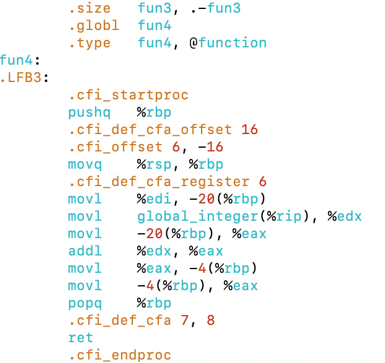 .size fun3, .-fun3
.globl fun4
.type fun4, @function
fun4:
.LFB3:
.cfi_startproc
pushq %rbp
.cfi_def_cfa_offset 16
.cfi_offset 6, -16
movq %rsp, %rbp
.cfi_def_cfa_register 6
movl %edi, -20(%rbp)
movl global_integer(%rip), %edx
movl -20(%rbp), %eax
addl %edx, %eax
movl %eax, -4(%rbp)
movl -4(%rbp), %eax
popq %rbp
.cfi_def_cfa 7, 8
ret
.cfi_endproc